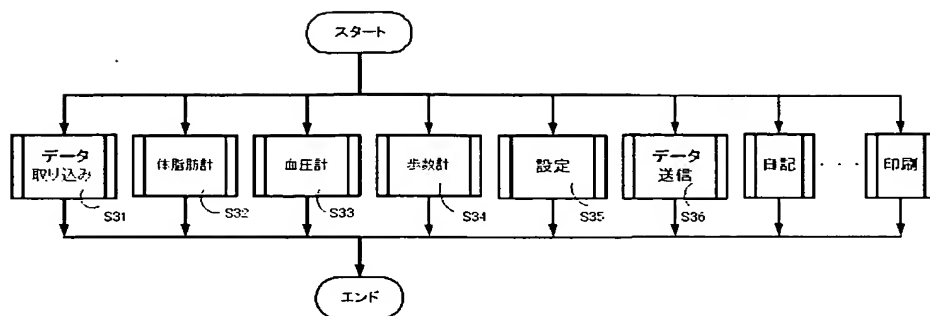 スタート
データ
取り込み
体脂肪計
血圧計
歩数計
設定
データ
送信
日記
・・・
印刷
S31
S32
S33
S34
S35
S36
エンド